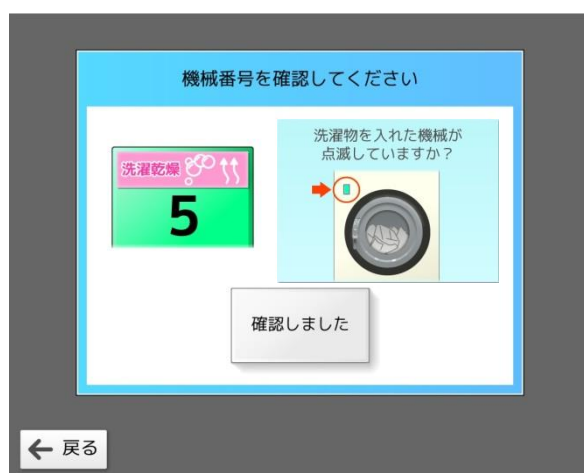 機械番号を確認してください
洗濯乾燥
5
洗濯物を入れた機械が
点滅していますか？
確認しました
戻る